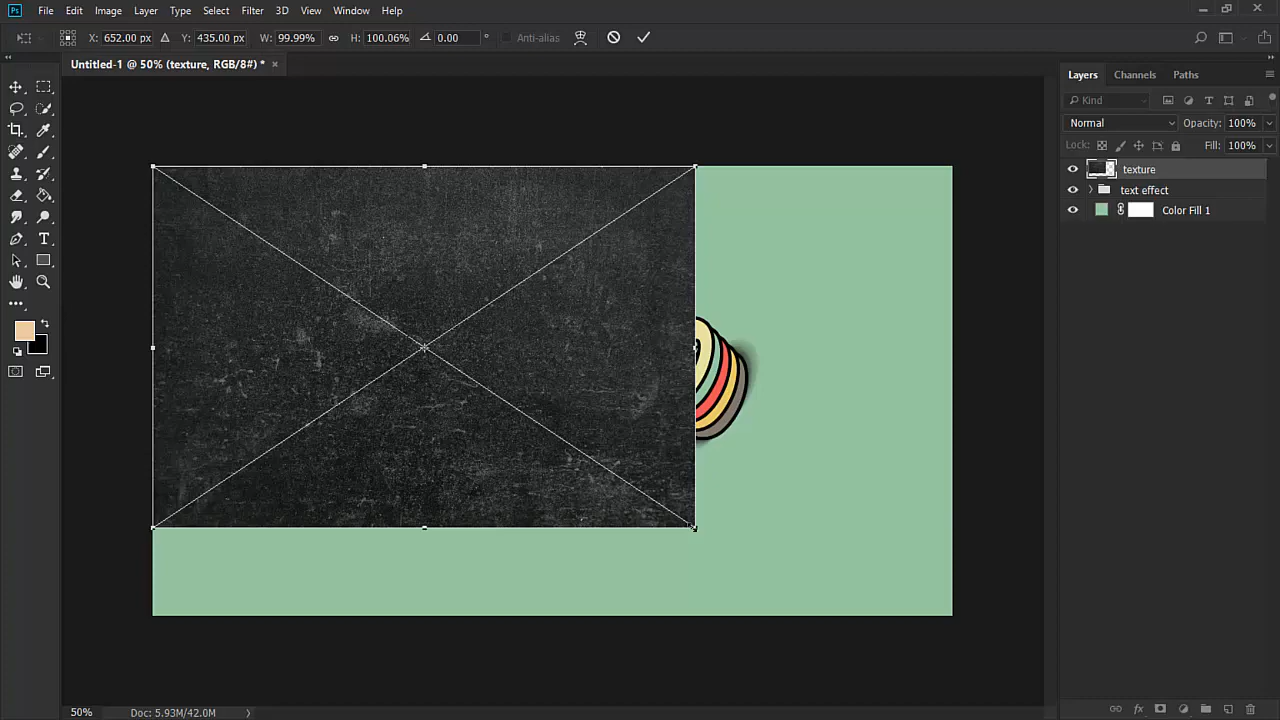 Ps File Edit Image Layer Type Select Filter 3D View Window Help
X: 652.00 px Y: 435.00 px W: 99.99% H: 100.06% 0.00 ° Anti-alias
Untitled-1 @ 50% (texture, RGB/8#) * ×
Layers Channels Paths
Kind
Normal Opacity: 100%
Lock: Fill: 100%
texture
text effect
Color Fill 1
50% Doc: 5.93M/42.0M